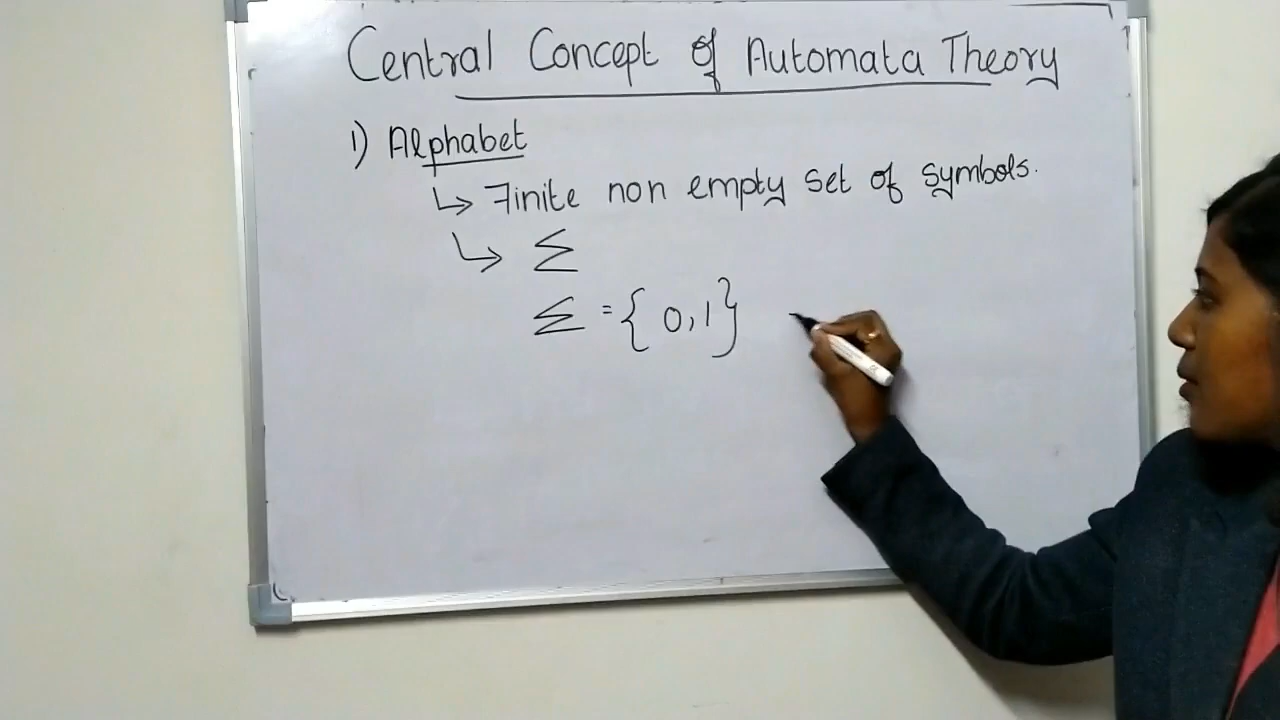 Central Concept of Automata Theory
1) Alphabet
↳ Finite non empty set of symbols.
↳ Σ
Σ = { 0, 1 }